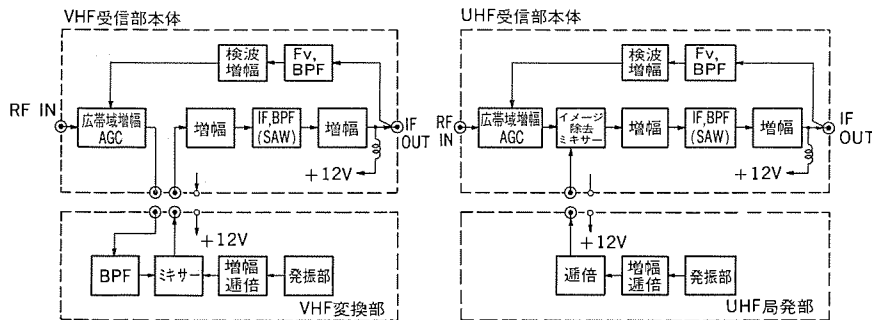 VHF受信部本体
検波
増幅
Fv,
BPF
RF IN
広帯域増幅
AGC
増幅
IF,BPF
(SAW)
増幅
IF
OUT
+12V
+12V
BPF
ミキサー
増幅
逓倍
発振部
VHF変換部
UHF受信部本体
検波
増幅
Fv,
BPF
RF
IN
広帯域増幅
AGC
イメージ
除去
ミキサー
増幅
IF,BPF
(SAW)
増幅
IF
OUT
+12V
+12V
逓倍
増幅
逓倍
発振部
UHF局発部